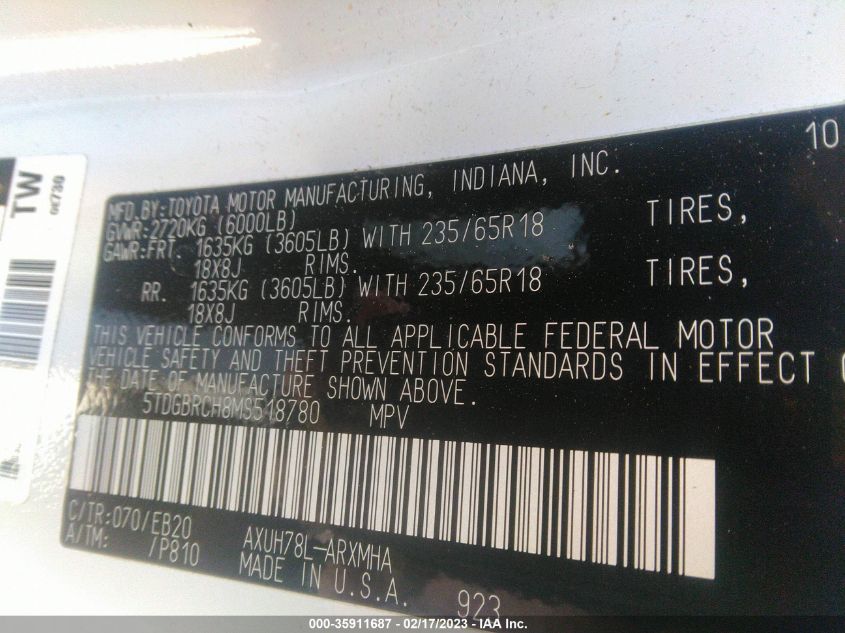 TW
02730
10
MFD.BY:TOYOTA MOTOR MANUFACTURING, INDIANA, INC.
GVWR:2720KG (6000LB)
GAWR:FRT. 1635KG (3605LB) WITH 235/65R18 TIRES,
18X8J RIMS.
RR. 1635KG (3605LB) WITH 235/65R18 TIRES,
18X8J RIMS.
THIS VEHICLE CONFORMS TO ALL APPLICABLE FEDERAL MOTOR
VEHICLE SAFETY AND THEFT PREVENTION STANDARDS IN EFFECT
THE DATE OF MANUFACTURE SHOWN ABOVE.
5TDGBRCH8MS518780 MPV
C/TR:070/EB20 AXUH78L-ARXMHA
A/TM: /P810 MADE IN U.S.A. 923
000-35911687 - 02/17/2023 - IAA Inc.